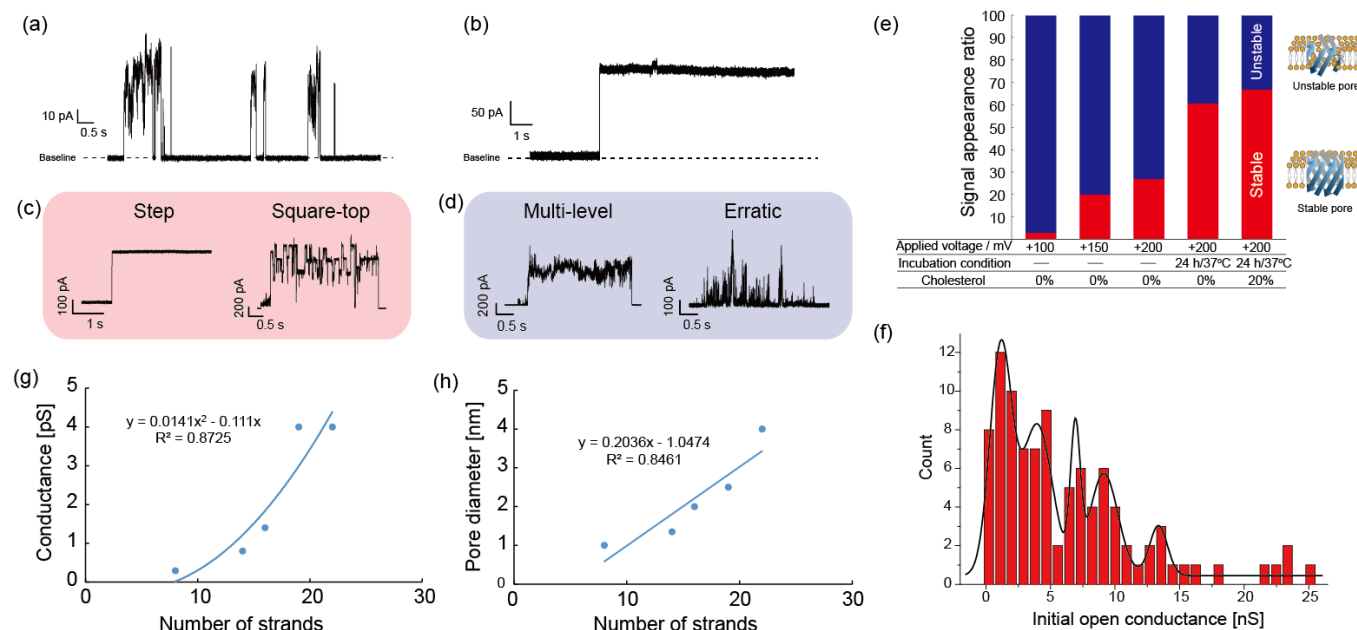 (a)
10 pA
0.5 s
Baseline
(b)
50 pA
1 s
Baseline
(c)
Step
100 pA
1 s
Square-top
200 pA
0.5 s
(d)
Multi-level
200 pA
0.5 s
Erratic
100 pA
0.5 s
(e)
Signal appearance ratio
100
90
80
70
60
50
40
30
20
10
Unstable
Stable
Unstable pore
Stable pore
Applied voltage / mV +100 +150 +200 +200 +200
Incubation condition — — — 24 h/37ºC 24 h/37ºC
Cholesterol 0% 0% 0% 0% 20%
(f)
Count
12
10
8
6
4
2
0
0 5 10 15 20 25
Initial open conductance [nS]
(g)
Conductance [pS]
5
4
3
2
1
0
y = 0.0141x² - 0.111x
R² = 0.8725
0 10 20 30
Number of strands
(h)
Pore diameter [nm]
5
4
3
2
1
0
y = 0.2036x - 1.0474
R² = 0.8461
0 10 20 30
Number of strands